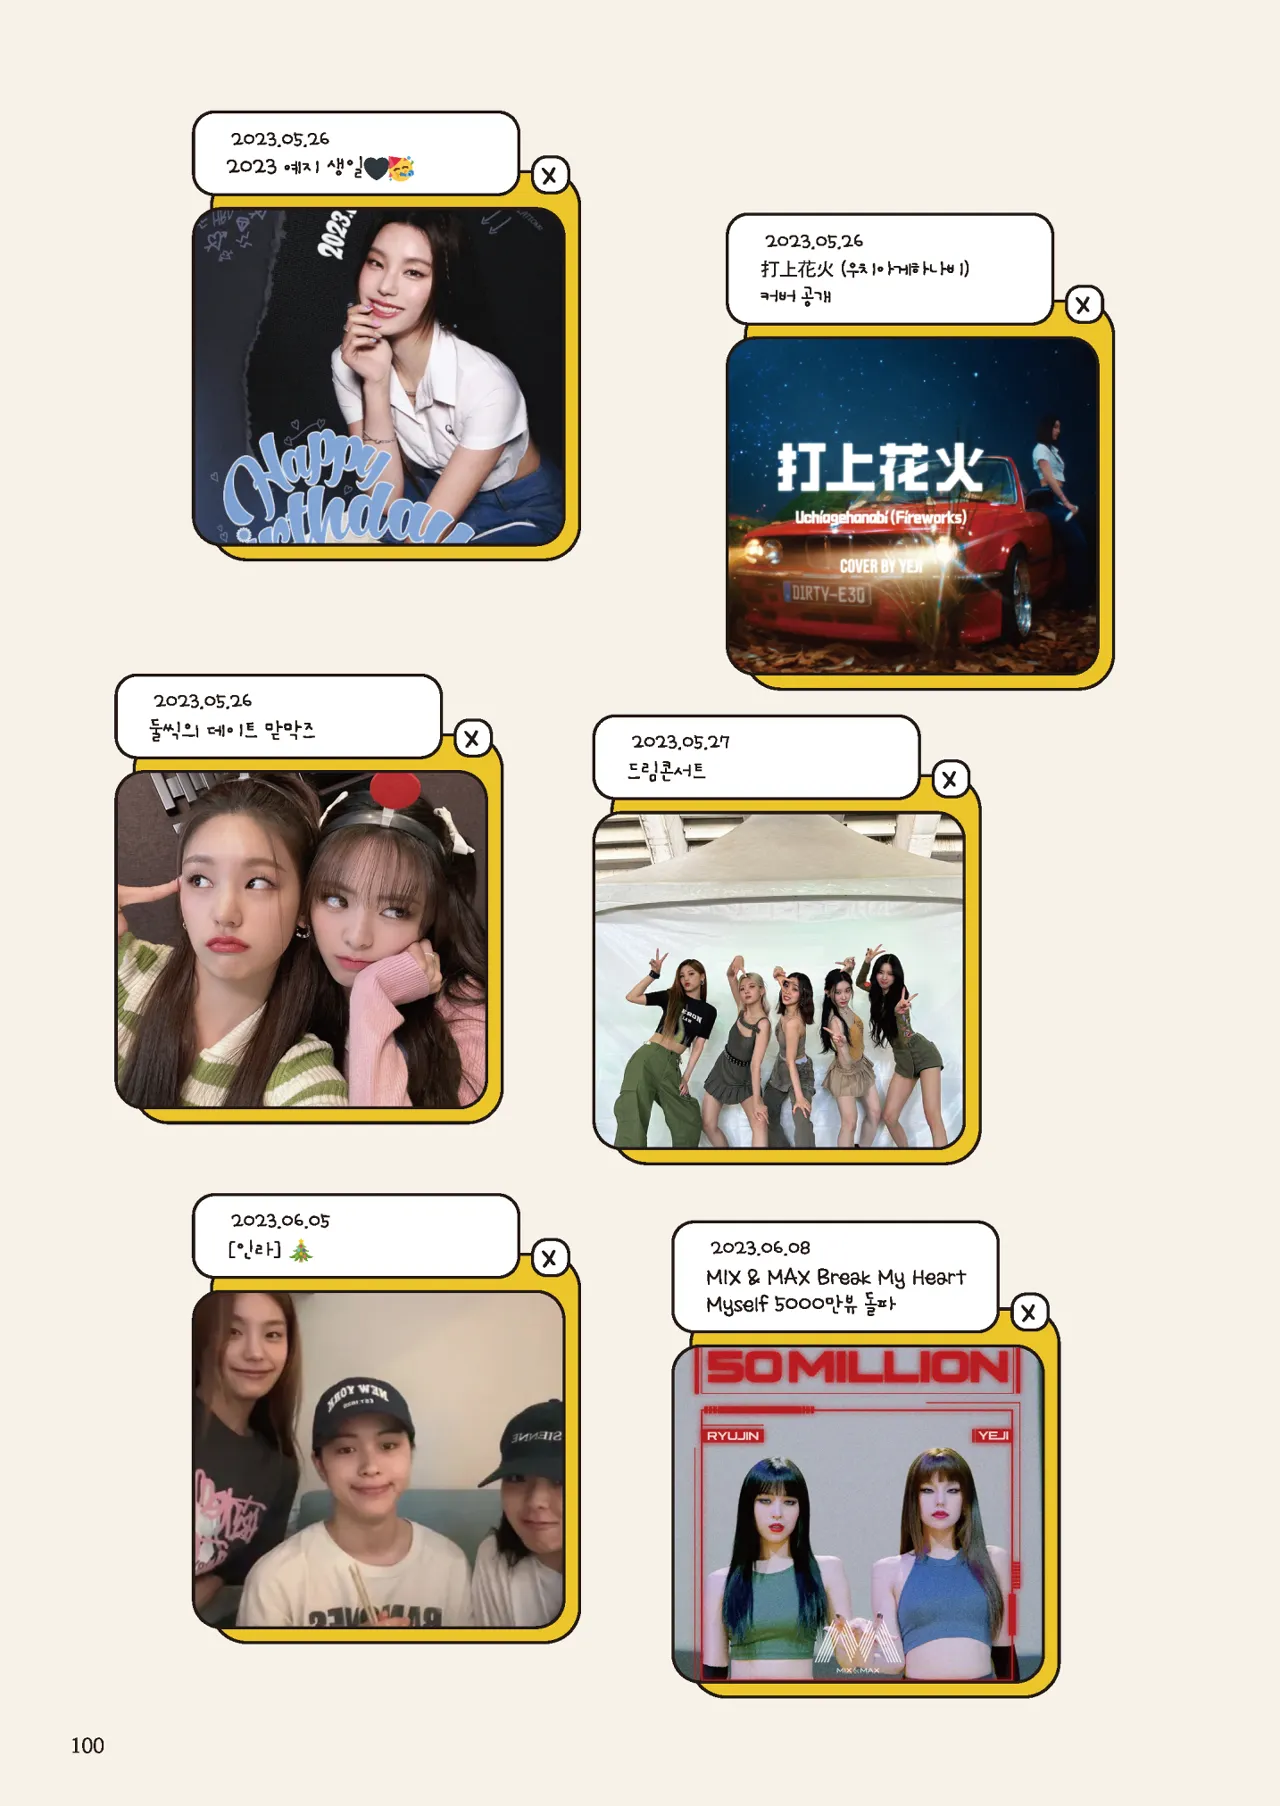 2023.05.26
2023 예지 생일🖤🥳
2023.
Happy
Birthday
2023.05.26
打上花火 (우치아게하나비)
커버 공개
打上花火
Uchiagehanabi (Fireworks)
COVER BY YEJI
D1RTY-E30
2023.05.26
둘씩의 데이트 맏막즈
2023.05.27
드림콘서트
2023.06.05
[인라] 🎄
NEW YORK
SIENNE
2023.06.08
MIX & MAX Break My Heart
Myself 5000만뷰 돌파
50 MILLION
RYUJIN
YEJI
MIX&MAX
100